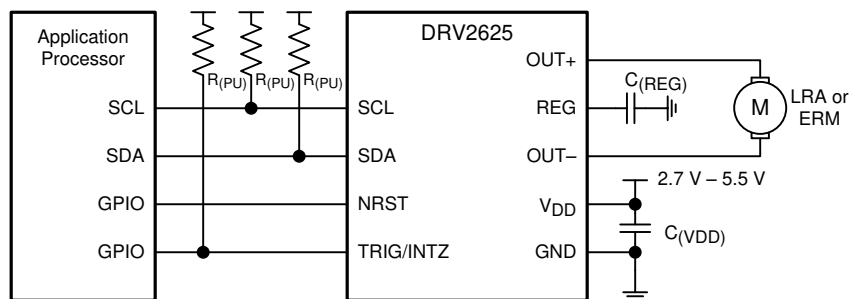 Application
Processor
SCL
SDA
GPIO
GPIO
R(PU)
R(PU)
R(PU)
DRV2625
SCL
SDA
NRST
TRIG/INTZ
OUT+
REG
OUT–
VDD
GND
C(REG)
M
LRA or
ERM
2.7 V – 5.5 V
C(VDD)